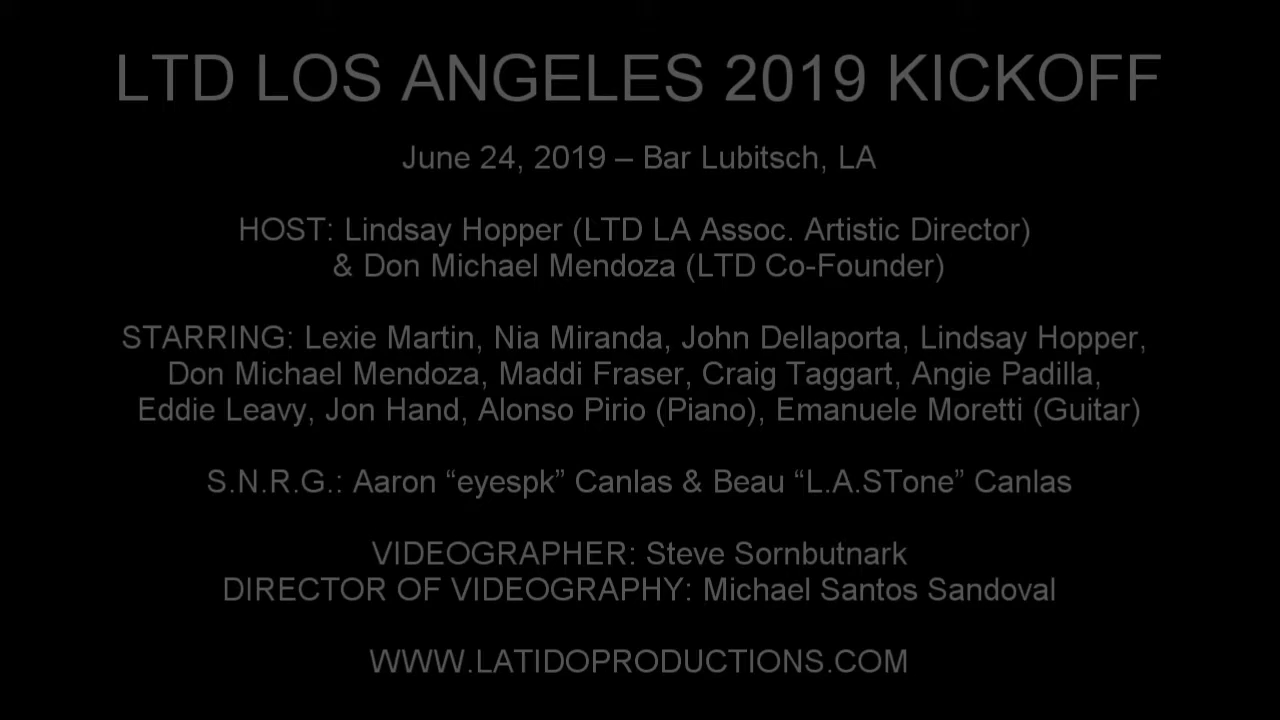 LTD LOS ANGELES 2019 KICKOFF
June 24, 2019 – Bar Lubitsch, LA
HOST: Lindsay Hopper (LTD LA Assoc. Artistic Director)
& Don Michael Mendoza (LTD Co-Founder)
STARRING: Lexie Martin, Nia Miranda, John Dellaporta, Lindsay Hopper,
Don Michael Mendoza, Maddi Fraser, Craig Taggart, Angie Padilla,
Eddie Leavy, Jon Hand, Alonso Pirio (Piano), Emanuele Moretti (Guitar)
S.N.R.G.: Aaron “eyespk” Canlas & Beau “L.A.STone” Canlas
VIDEOGRAPHER: Steve Sornbutnark
DIRECTOR OF VIDEOGRAPHY: Michael Santos Sandoval
WWW.LATIDOPRODUCTIONS.COM